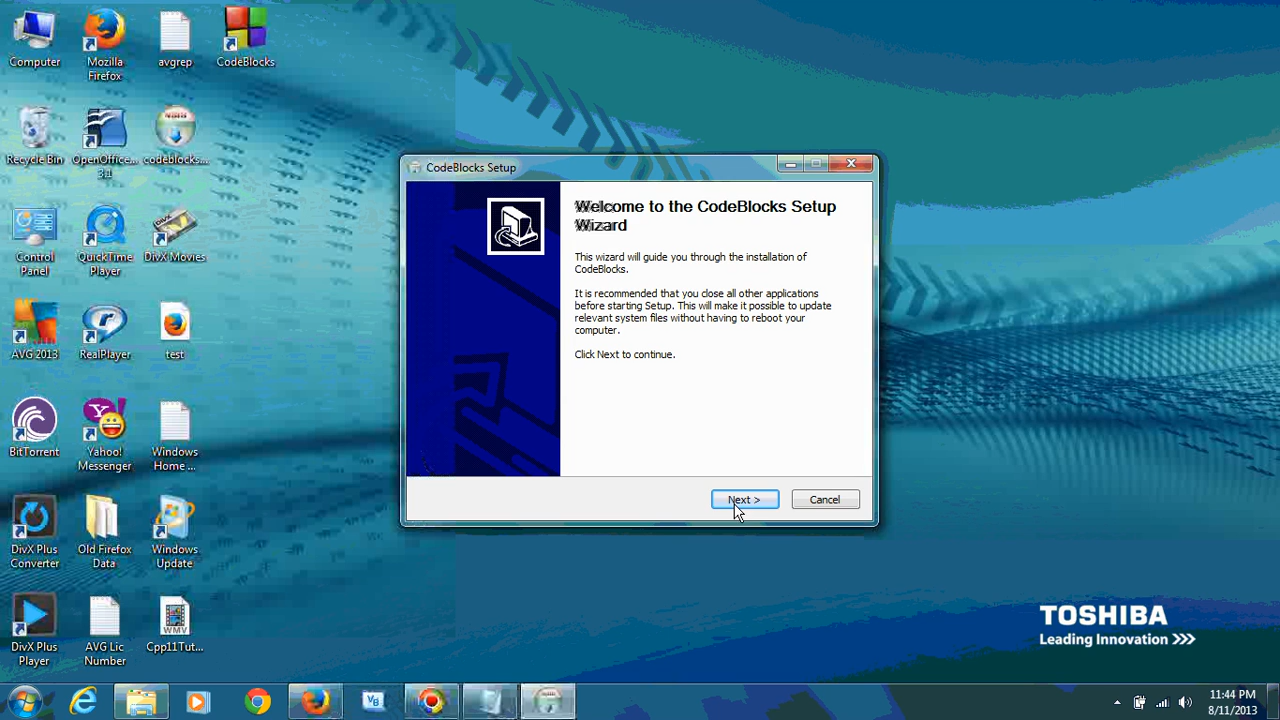 Computer
Mozilla
Firefox
avgrep
CodeBlocks
Recycle Bin
OpenOffice....
3.1
codeblocks...
Control
Panel
QuickTime
Player
DivX Movies
AVG 2013
RealPlayer
test
BitTorrent
Yahoo!
Messenger
Windows
Home ...
DivX Plus
Converter
Old Firefox
Data
Windows
Update
DivX Plus
Player
AVG Lic
Number
WMV
Cpp11Tut...
CodeBlocks Setup
Welcome to the CodeBlocks Setup
Wizard
This wizard will guide you through the installation of
CodeBlocks.
It is recommended that you close all other applications
before starting Setup. This will make it possible to update
relevant system files without having to reboot your
computer.
Click Next to continue.
Next >
Cancel
TOSHIBA
Leading Innovation >>>
VB
11:44 PM
8/11/2013